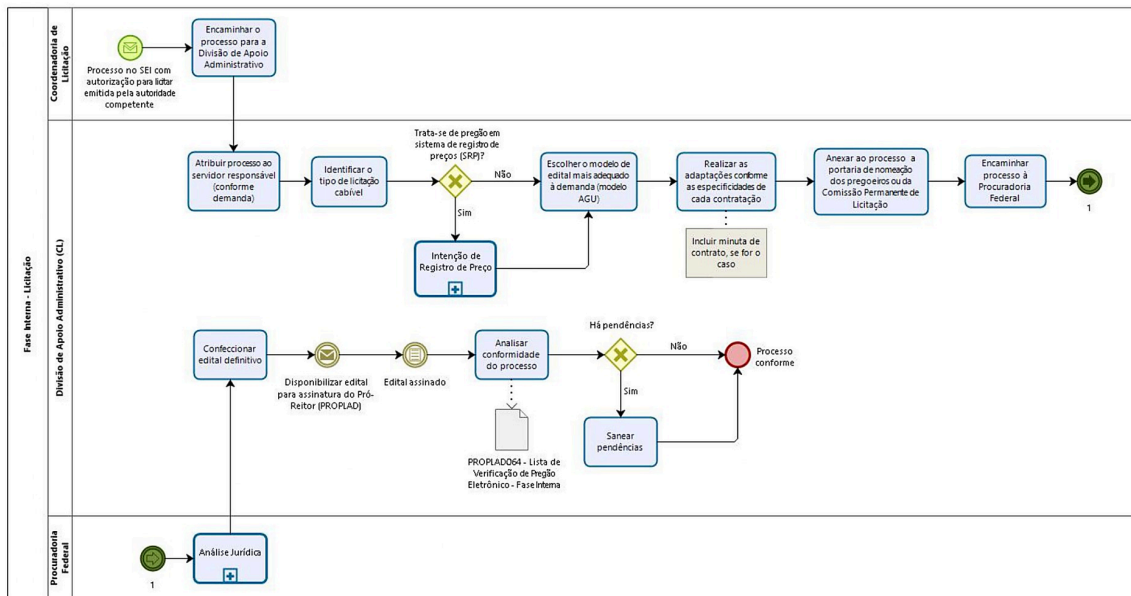 Fase Interna - Licitação
Coordenadoria de
Licitação
Processo no SEI com
autorização para licitar
emitida pela autoridade
competente
Encaminhar o
processo para a
Divisão de Apoio
Administrativo
Divisão de Apoio Administrativo (CL)
Atribuir processo ao
servidor responsável
(conforme
demanda)
Identificar o
tipo de licitação
cabível
Trata-se de pregão em
sistema de registro de
preços (SRP)?
Não
Sim
Intenção de
Registro de Preço
Escolher o modelo de
edital mais adequado
à demanda (modelo
AGU)
Realizar as
adaptações conforme
as especificidades de
cada contratação
Incluir minuta de
contrato, se for o
caso
Anexar ao processo a
portaria de nomeação
dos pregoeiros ou da
Comissão Permanente de
Licitação
Encaminhar
processo à
Procuradoria
Federal
1
Confeccionar
edital definitivo
Disponibilizar edital
para assinatura do Pró-
Reitor (PROPLAD)
Edital assinado
Analisar
conformidade
do processo
PROPLAD064 - Lista de
Verificação de Pregão
Eletrônico - Fase Interna
Há pendências?
Não
Sim
Sanear
pendências
Processo
conforme
Procuradoria
Federal
1
Análise Jurídica